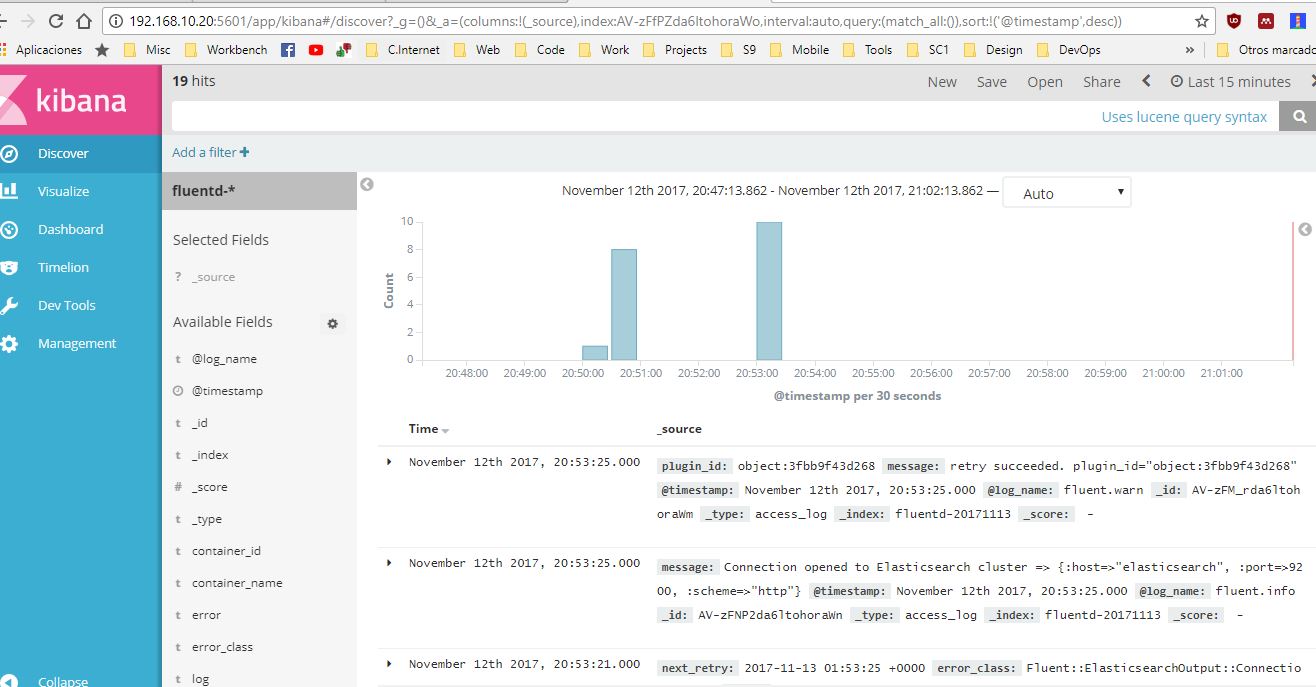 192.168.10.20:5601/app/kibana#/discover?_g=()&_a=(columns:!(_source),index:AV-zFfPZda6ltohoraWo,interval:auto,query:(match_all:()),sort:!('@timestamp',desc))
Aplicaciones Misc Workbench C.Internet Web Code Work Projects S9 Mobile Tools SC1 Design DevOps » Otros marcado
kibana
19 hits
New Save Open Share Last 15 minutes
Uses lucene query syntax
Add a filter +
Discover
Visualize
Dashboard
Timelion
Dev Tools
Management
Collapse
fluentd-*
Selected Fields
? _source
Available Fields
t @log_name
@timestamp
t _id
t _index
# _score
t _type
t container_id
t container_name
t error
t error_class
t log
November 12th 2017, 20:47:13.862 - November 12th 2017, 21:02:13.862 — Auto
10
8
6
4
2
0
Count
20:48:00 20:49:00 20:50:00 20:51:00 20:52:00 20:53:00 20:54:00 20:55:00 20:56:00 20:57:00 20:58:00 20:59:00 21:00:00 21:01:00
@timestamp per 30 seconds
Time _source
November 12th 2017, 20:53:25.000
plugin_id: object:3fbb9f43d268 message: retry succeeded. plugin_id="object:3fbb9f43d268"
@timestamp: November 12th 2017, 20:53:25.000 @log_name: fluent.warn _id: AV-zFM_rda6ltoh
oraWm _type: access_log _index: fluentd-20171113 _score: -
November 12th 2017, 20:53:25.000
message: Connection opened to Elasticsearch cluster => {:host=>"elasticsearch", :port=>92
00, :scheme=>"http"} @timestamp: November 12th 2017, 20:53:25.000 @log_name: fluent.info
_id: AV-zFNP2da6ltohoraWn _type: access_log _index: fluentd-20171113 _score: -
November 12th 2017, 20:53:21.000
next_retry: 2017-11-13 01:53:25 +0000 error_class: Fluent::ElasticsearchOutput::Connectio